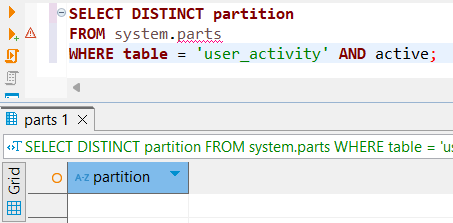 SELECT DISTINCT partition
FROM system.parts
WHERE table = 'user_activity' AND active;
parts 1
SELECT DISTINCT partition FROM system.parts WHERE table = 'us
Grid
A-Z partition